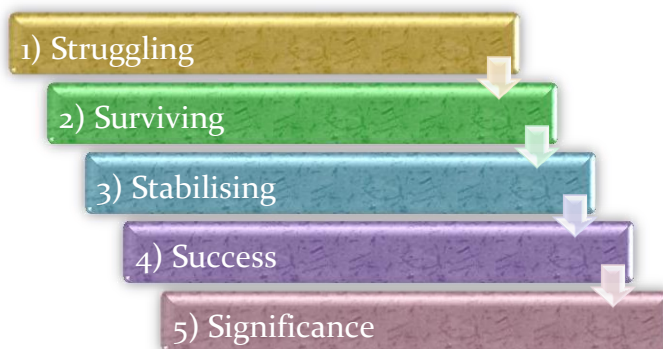 1) Struggling
2) Surviving
3) Stabilising
4) Success
5) Significance